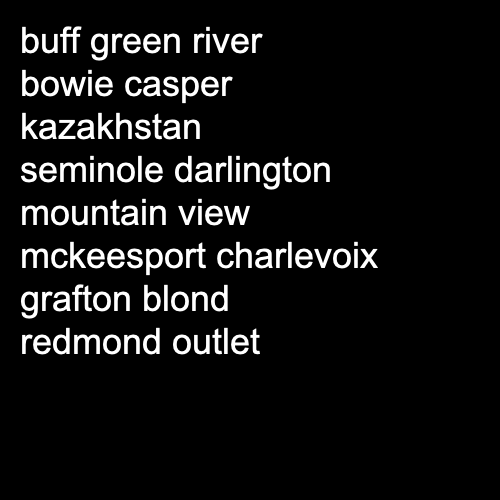 buff green river
bowie casper
kazakhstan
seminole darlington
mountain view
mckeesport charlevoix
grafton blond
redmond outlet